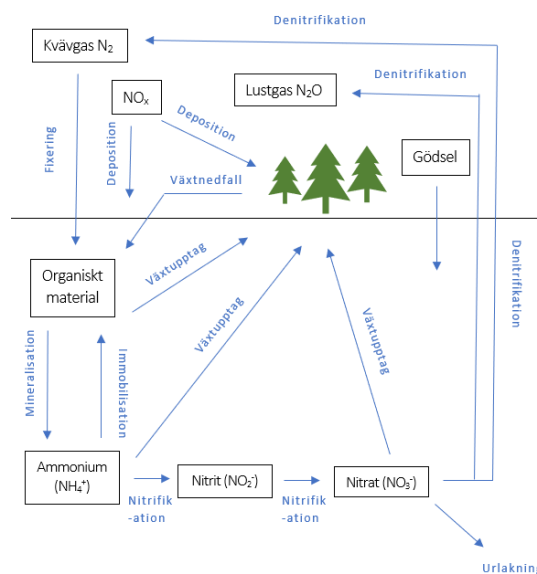 Denitrifikation
Kvävgas N₂
Denitrifikation
Lustgas N₂O
NOₓ
Deposition
Fixering
Deposition
Gödsel
Växtnedfall
Organiskt
material
Växtupptag
Växtupptag
Växtupptag
Denitrifikation
Mineralisation
Immobilisation
Ammonium
(NH₄⁺)
Nitrit (NO₂⁻)
Nitrat (NO₃⁻)
Nitrifik
-ation
Nitrifik
-ation
Urlakning